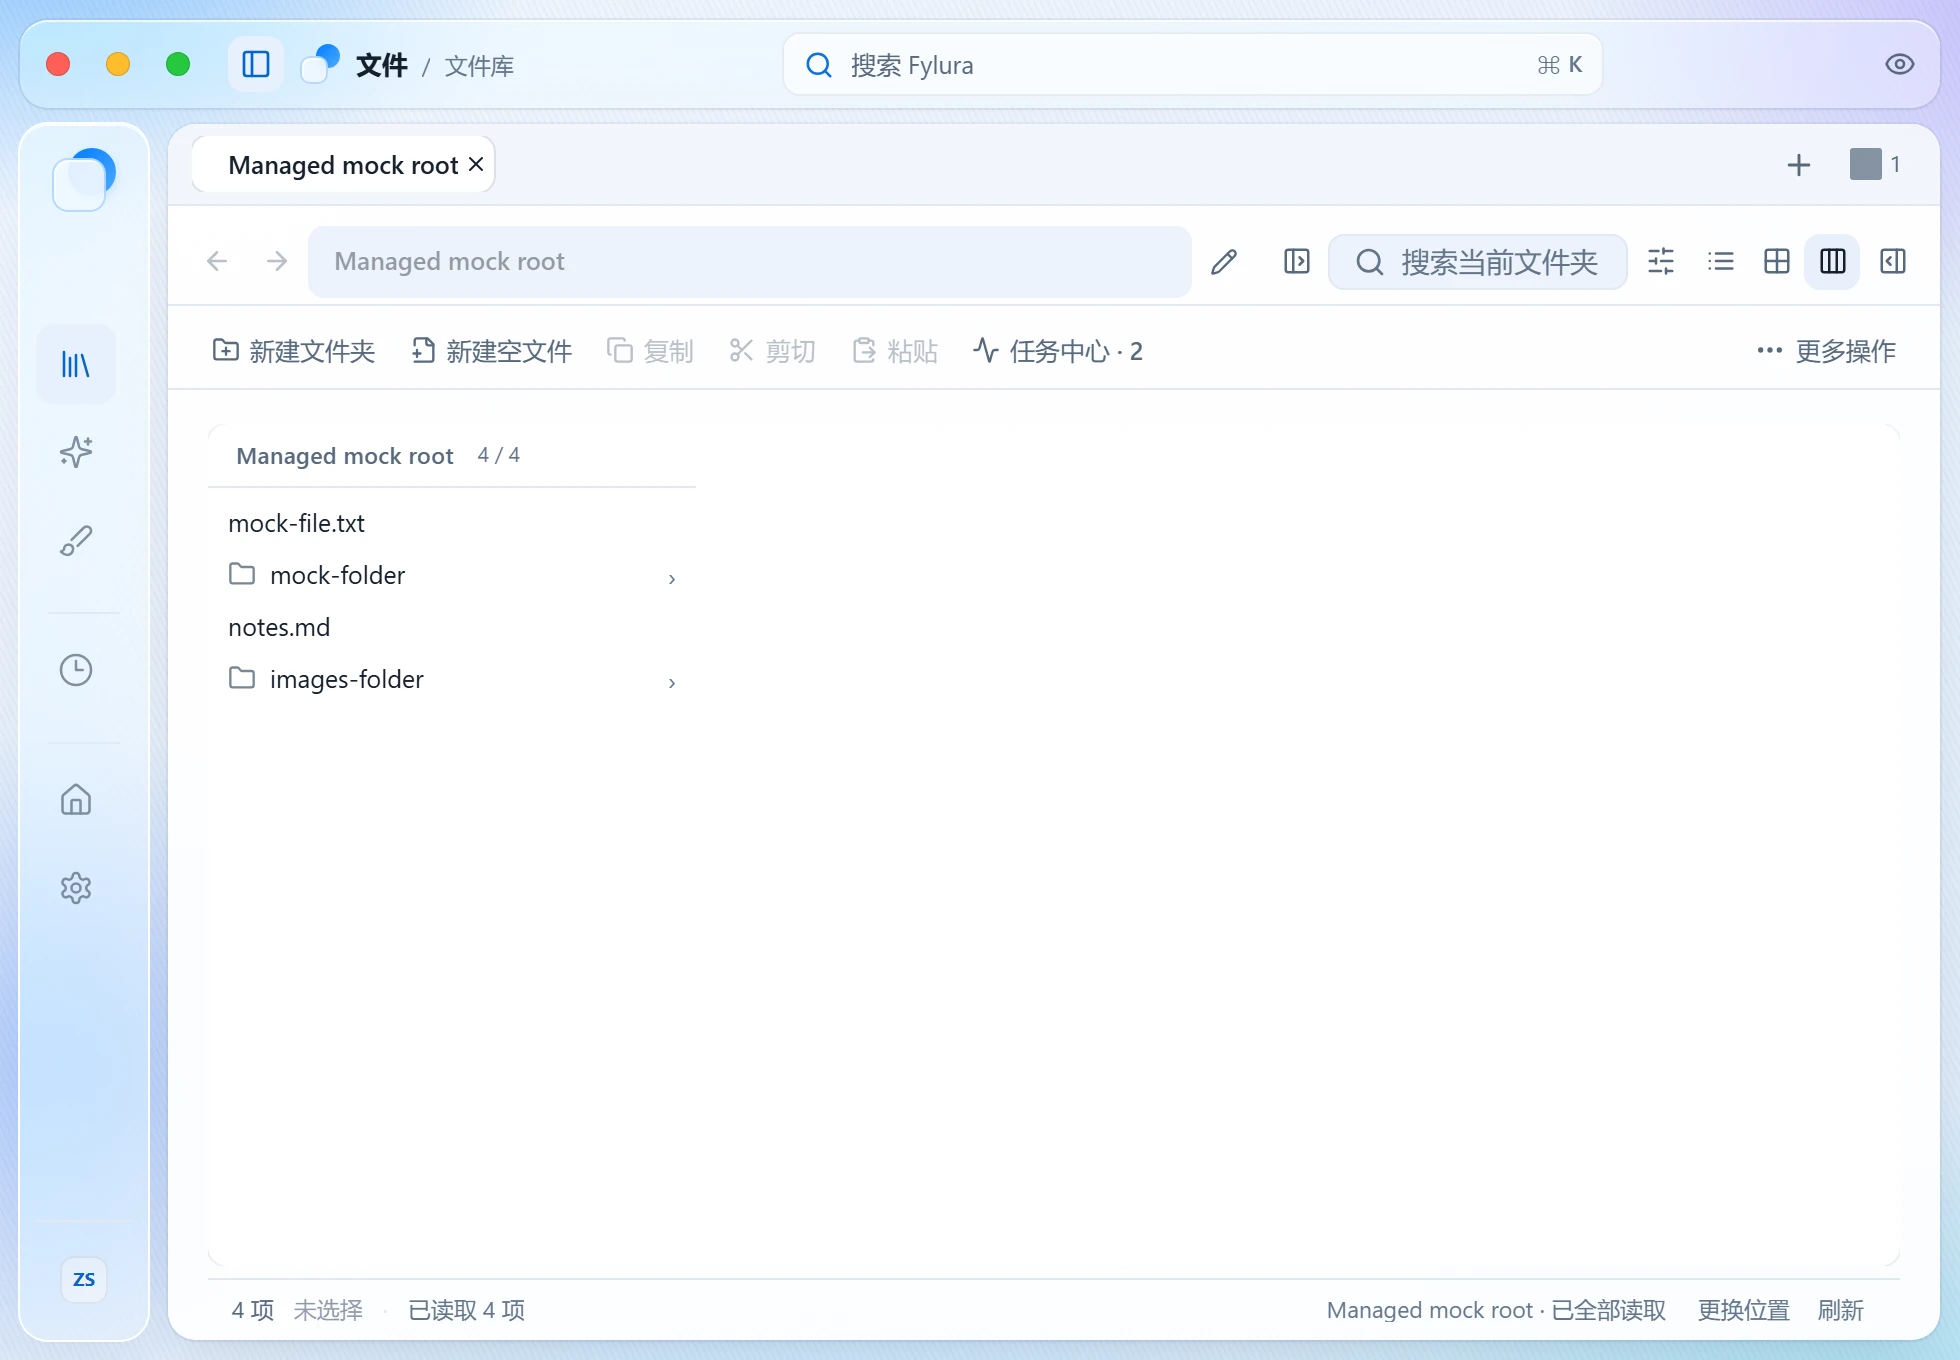 文件 / 文件库
搜索 Fylura
⌘ K
Managed mock root ×
1
Managed mock root
搜索当前文件夹
新建文件夹
新建空文件
复制
剪切
粘贴
任务中心 · 2
更多操作
Managed mock root 4 / 4
mock-file.txt
mock-folder ›
notes.md
images-folder ›
ZS
4 项 未选择 · 已读取 4 项
Managed mock root · 已全部读取 更换位置 刷新